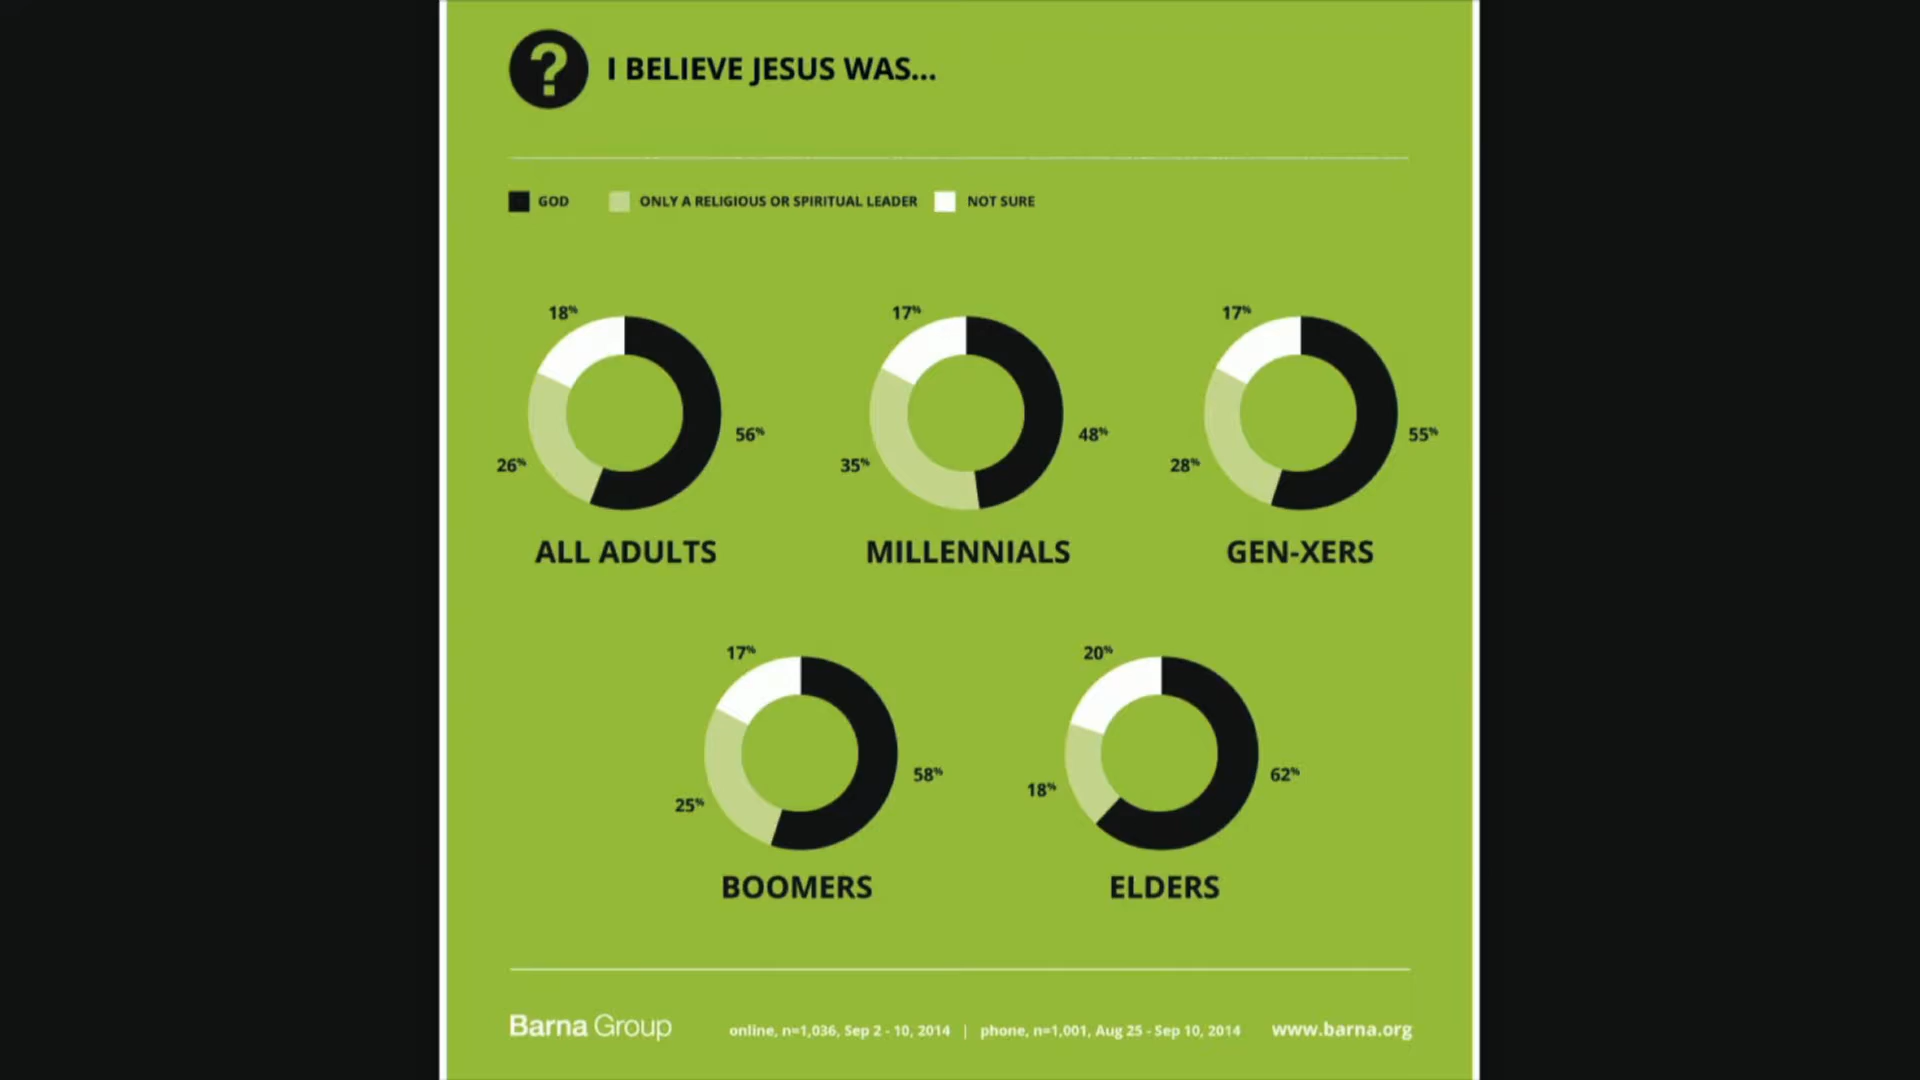 ?
I BELIEVE JESUS WAS...
GOD
ONLY A RELIGIOUS OR SPIRITUAL LEADER
NOT SURE
18%
56%
26%
ALL ADULTS
17%
48%
35%
MILLENNIALS
17%
55%
28%
GEN-XERS
17%
58%
25%
BOOMERS
20%
62%
18%
ELDERS
Barna Group
online, n=1,036, Sep 2 - 10, 2014 | phone, n=1,001, Aug 25 - Sep 10, 2014
www.barna.org